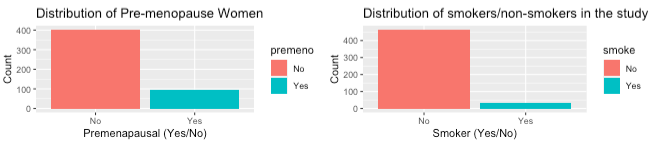 Distribution of Pre-menopause Women
400
300
200
100
0
Count
No
Yes
Premenapausal (Yes/No)
premeno
No
Yes
Distribution of smokers/non-smokers in the study
400
300
200
100
0
Count
No
Yes
Smoker (Yes/No)
smoke
No
Yes